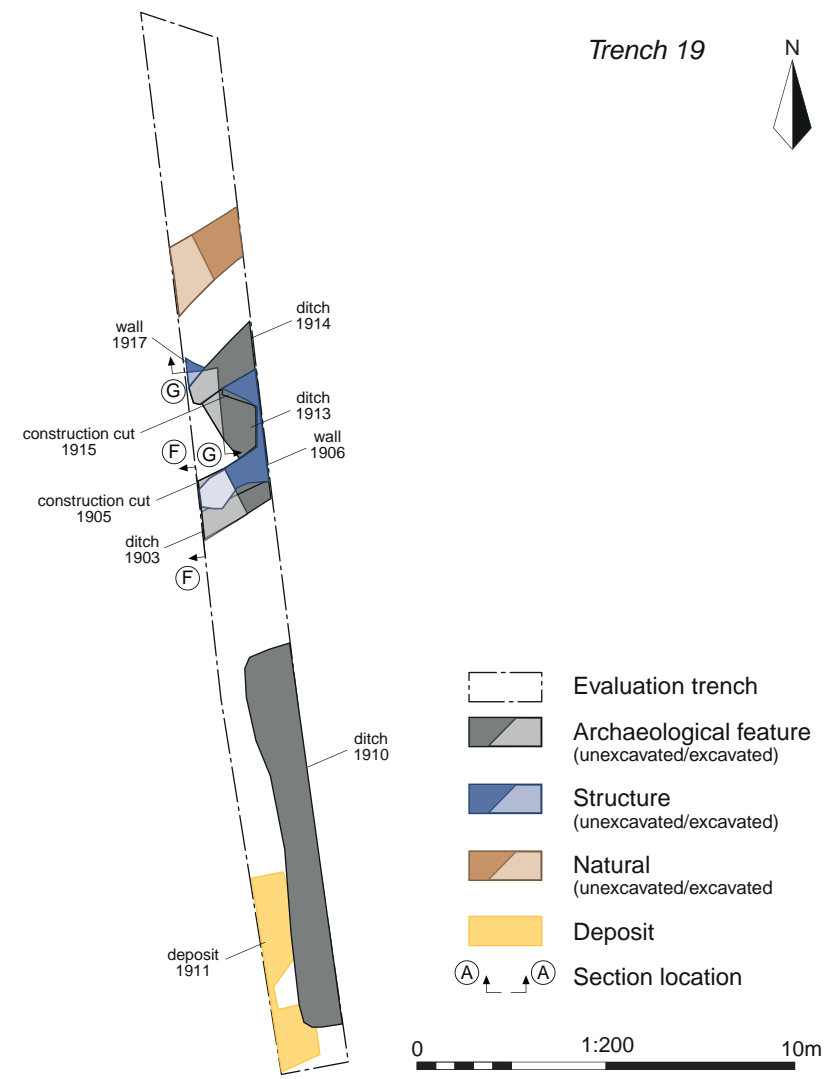 Trench 19
N
ditch
1914
wall
1917
G
ditch
1913
construction cut
1915
F
G
wall
1906
construction cut
1905
ditch
1903
F
ditch
1910
deposit
1911
Evaluation trench
Archaeological feature
(unexcavated/excavated)
Structure
(unexcavated/excavated)
Natural
(unexcavated/excavated
Deposit
A A Section location
0 1:200 10m